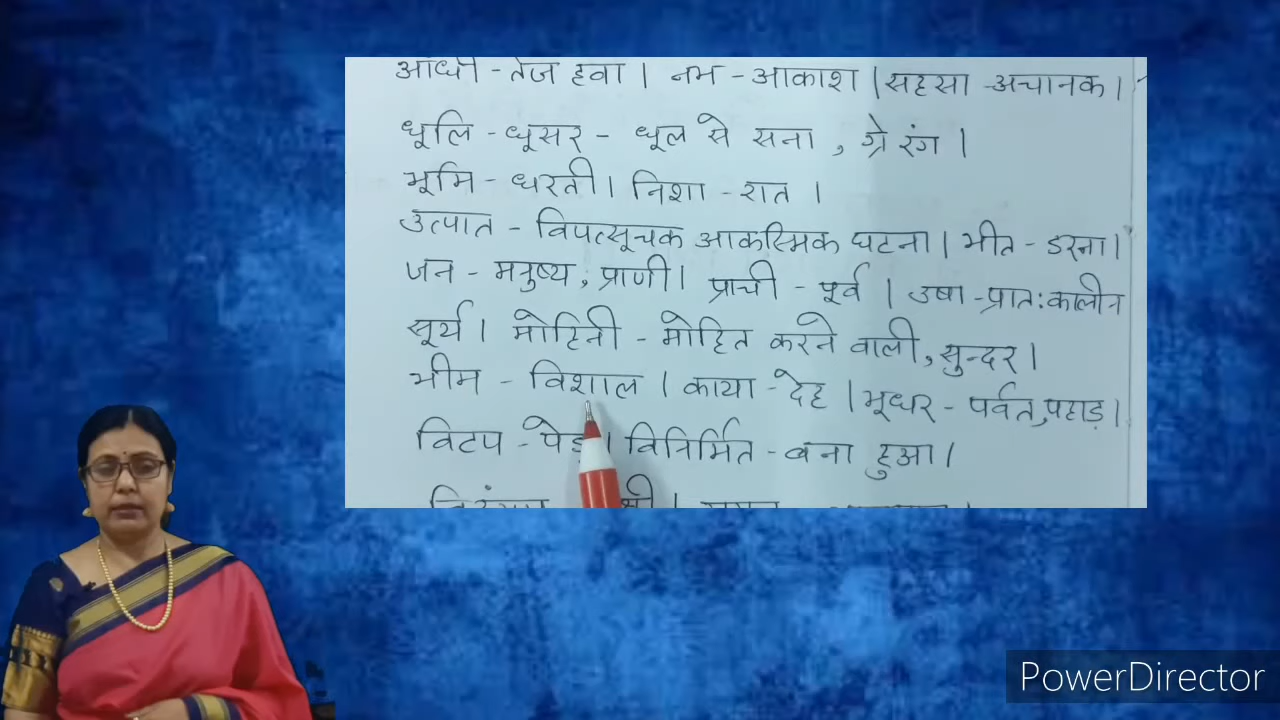 आंधी - तेज हवा । नभ - आकाश । सहसा - अचानक ।
धूलि - धूसर - धूल से सना , ग्रे रंग ।
भूमि - धरती । निशा - रात ।
उत्पात - विपत्सूचक आकस्मिक घटना । भीत - डरना ।
जन - मनुष्य , प्राणी । प्राची - पूर्व । उषा - प्रात:कालीन
सूर्य । मोहिनी - मोहित करने वाली , सुन्दर ।
भीम - विशाल । काया - देह । भूधर - पर्वत , पहाड़ ।
विटप - पेड़ । विनिर्मित - बना हुआ ।
PowerDirector